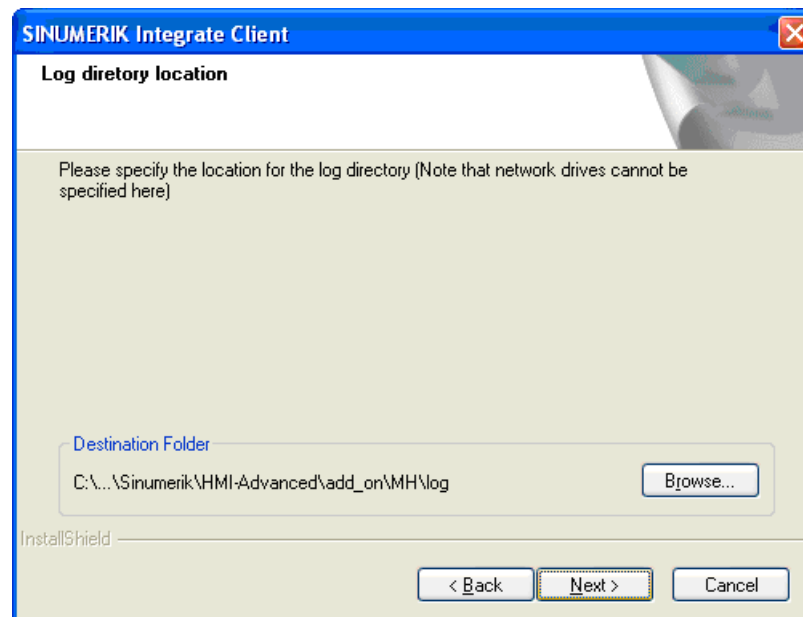 SINUMERIK Integrate Client
Log diretory location
Please specify the location for the log directory (Note that network drives cannot be
specified here)
Destination Folder
C:\...\Sinumerik\HMI-Advanced\add_on\MH\log
Browse...
InstallShield
< Back
Next >
Cancel